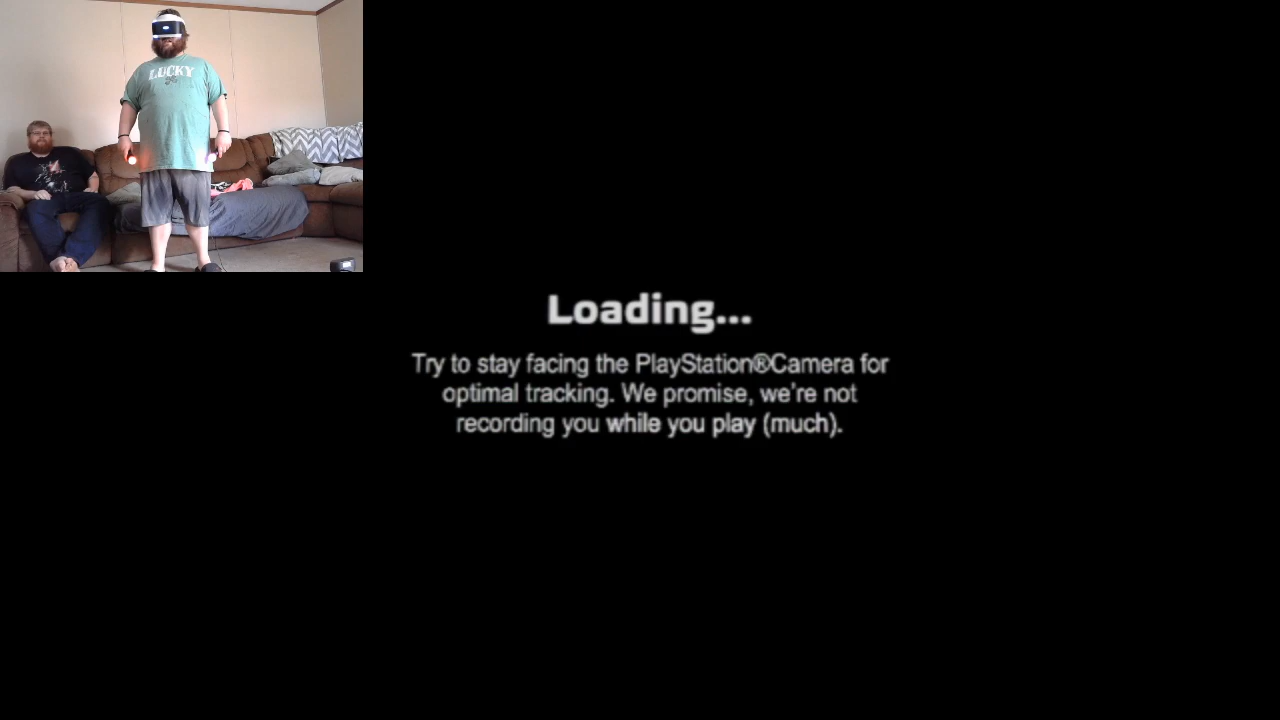 LUCKY
Loading...
Try to stay facing the PlayStation®Camera for
optimal tracking. We promise, we're not
recording you while you play (much).